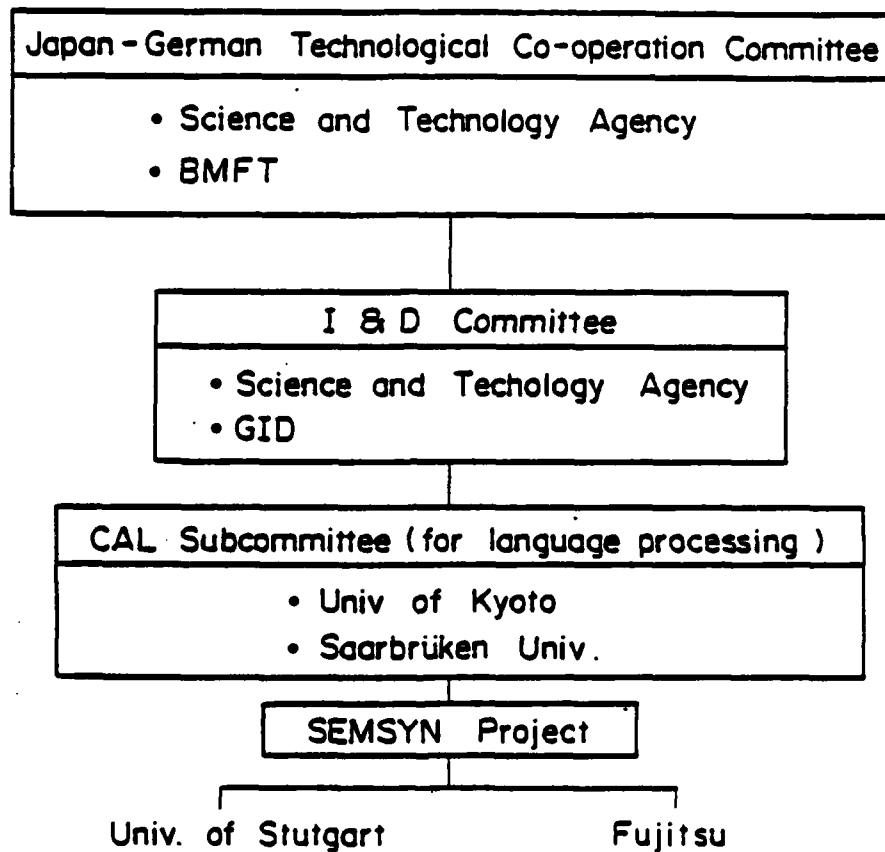 Japan-German Technological Co-operation Committee
• Science and Technology Agency
• BMFT
I & D Committee
• Science and Techology Agency
• GID
CAL Subcommittee (for language processing)
• Univ of Kyoto
• Saarbrüken Univ.
SEMSYN Project
Univ. of Stutgart Fujitsu